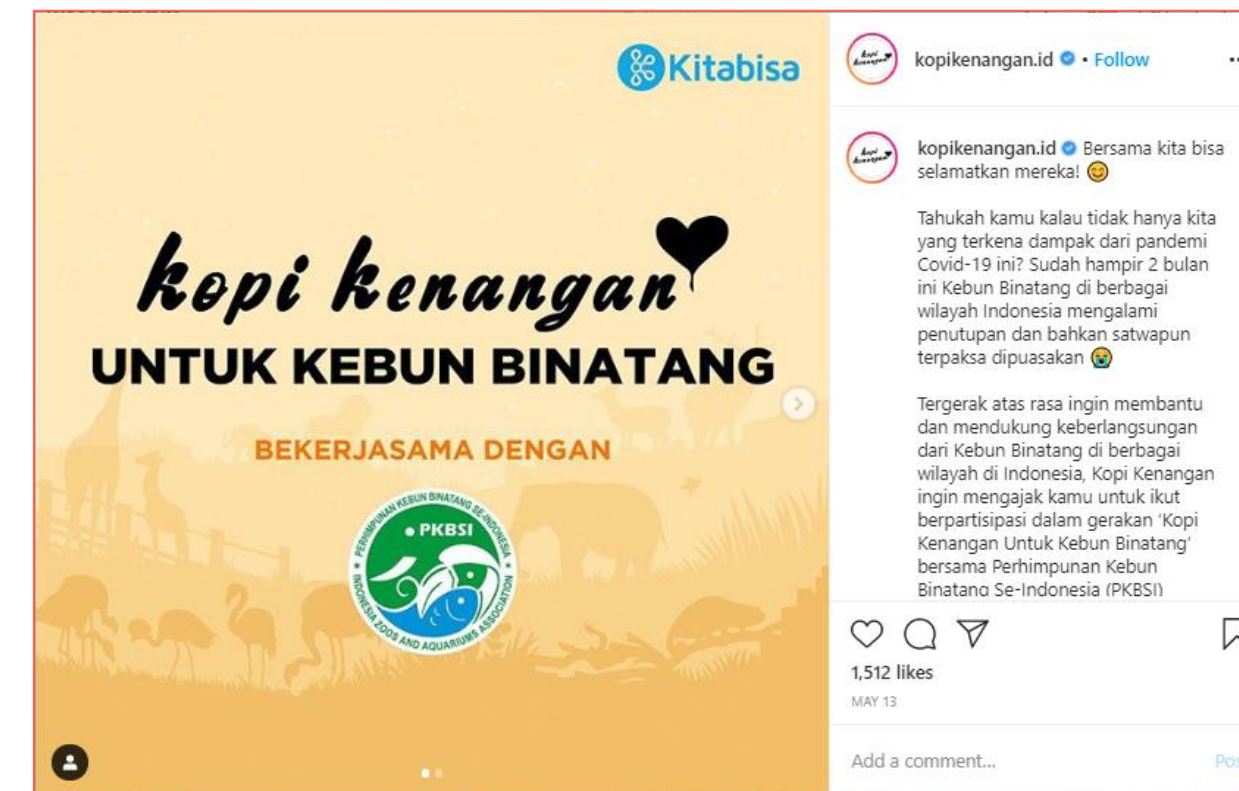 Kitabisa
kopi kenangan
UNTUK KEBUN BINATANG
BEKERJASAMA DENGAN
PERHIMPUNAN KEBUN BINATANG SE-INDONESIA
• PKBSI
INDONESIA ZOOS AND AQUARIUMS ASSOCIATION
kopi
kenangan
kopikenangan.id • Follow
kopi
kenangan
kopikenangan.id Bersama kita bisa
selamatkan mereka! 😊
Tahukah kamu kalau tidak hanya kita
yang terkena dampak dari pandemi
Covid-19 ini? Sudah hampir 2 bulan
ini Kebun Binatang di berbagai
wilayah Indonesia mengalami
penutupan dan bahkan satwapun
terpaksa dipuasakan 😭
Tergerak atas rasa ingin membantu
dan mendukung keberlangsungan
dari Kebun Binatang di berbagai
wilayah di Indonesia, Kopi Kenangan
ingin mengajak kamu untuk ikut
berpartisipasi dalam gerakan 'Kopi
Kenangan Untuk Kebun Binatang'
bersama Perhimpunan Kebun
Binatang Se-Indonesia (PKBSI)
1,512 likes
MAY 13
Add a comment...